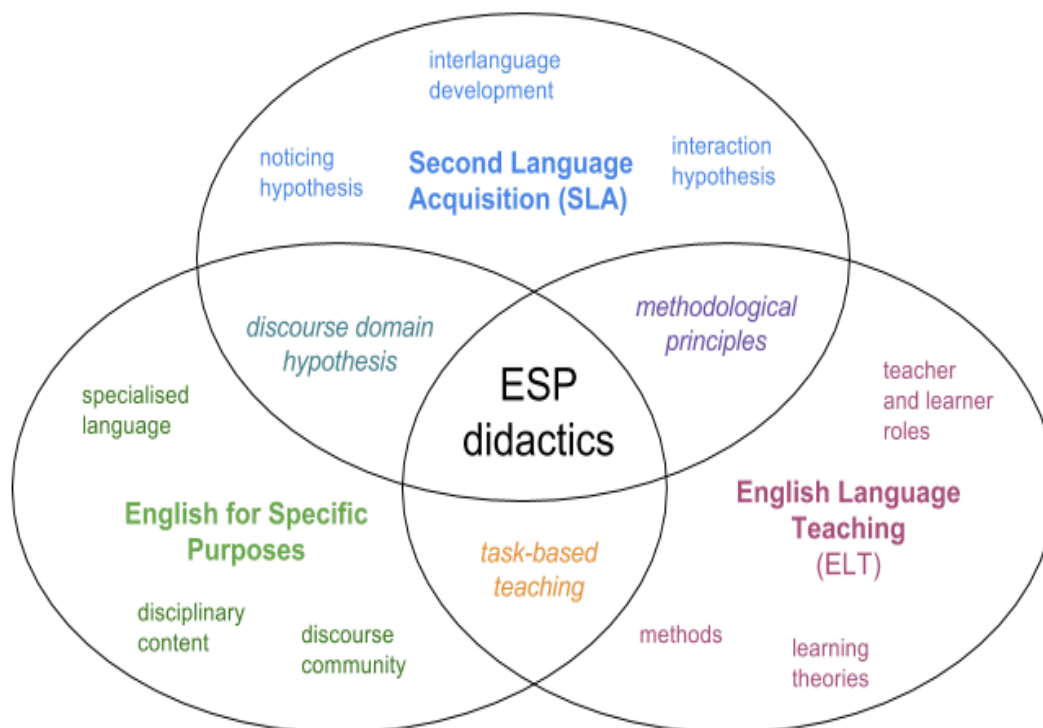 interlanguage
development
noticing
hypothesis
Second Language
Acquisition (SLA)
interaction
hypothesis
discourse domain
hypothesis
methodological
principles
ESP
didactics
specialised
language
teacher
and learner
roles
English for Specific
Purposes
English Language
Teaching
(ELT)
task-based
teaching
disciplinary
content
discourse
community
methods
learning
theories